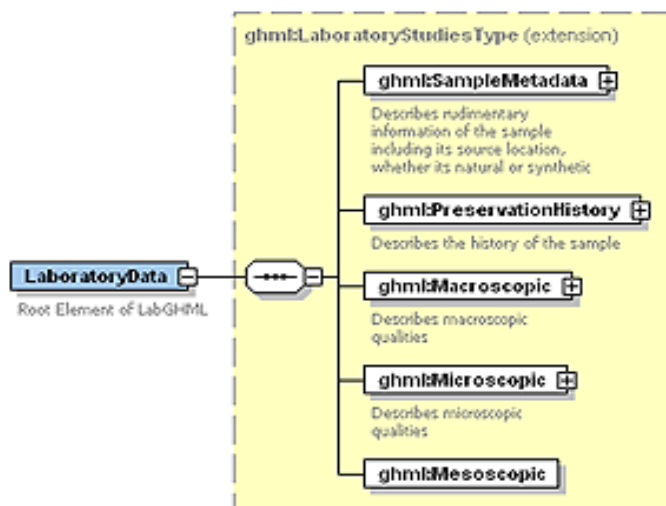 ghml:LaboratoryStudiesType (extension)
ghml:SampleMetadata
Describes rudimentary
information of the sample
including its source location,
whether its natural or synthetic
ghml:PreservationHistory
Describes the history of the sample
LaboratoryData
Root Element of LabGHML
ghml:Macroscopic
Describes macroscopic
qualities
ghml:Microscopic
Describes microscopic
qualities
ghml:Mesoscopic